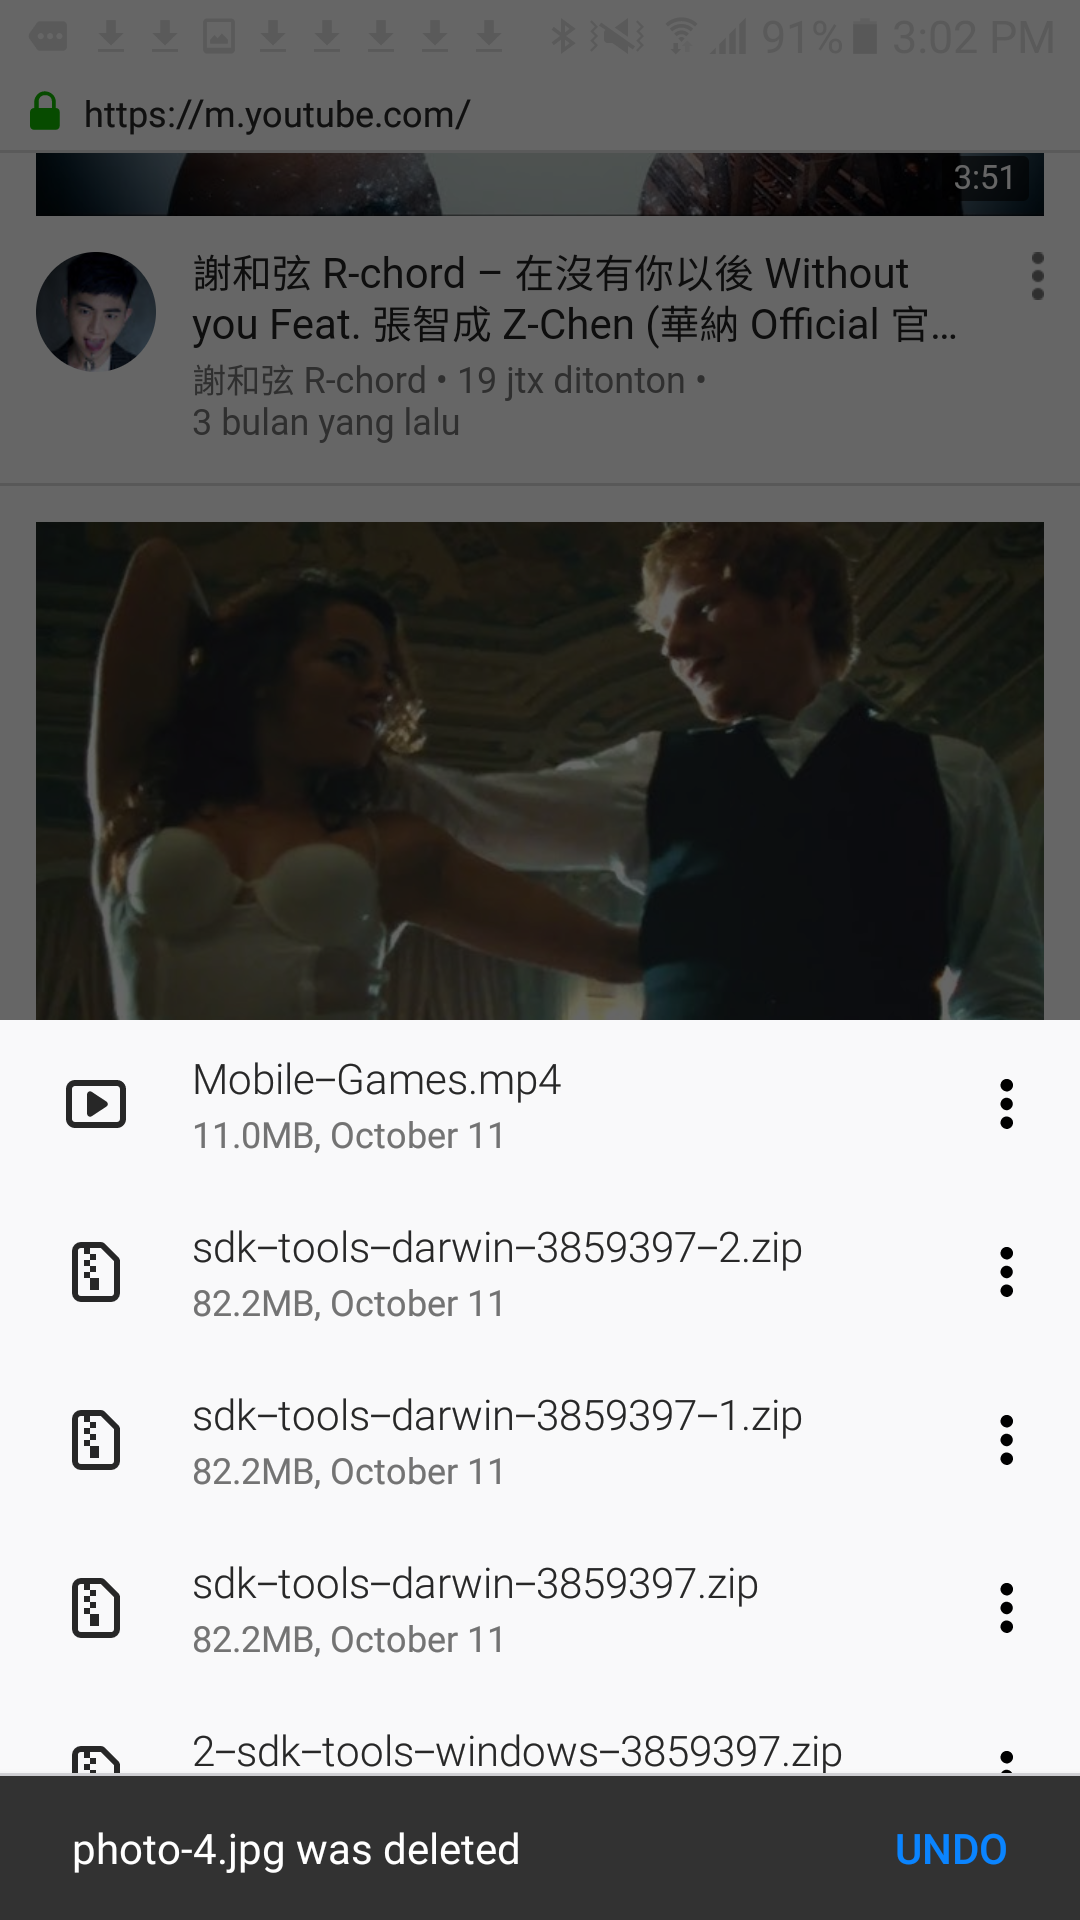 91% 3:02 PM
https://m.youtube.com/
3:51
謝和弦 R-chord – 在沒有你以後 Without
you Feat. 張智成 Z-Chen (華納 Official 官...
謝和弦 R-chord • 19 jtx ditonton •
3 bulan yang lalu
Mobile–Games.mp4
11.0MB, October 11
sdk–tools–darwin–3859397–2.zip
82.2MB, October 11
sdk–tools–darwin–3859397–1.zip
82.2MB, October 11
sdk–tools–darwin–3859397.zip
82.2MB, October 11
2–sdk–tools–windows–3859397.zip
photo-4.jpg was deleted UNDO